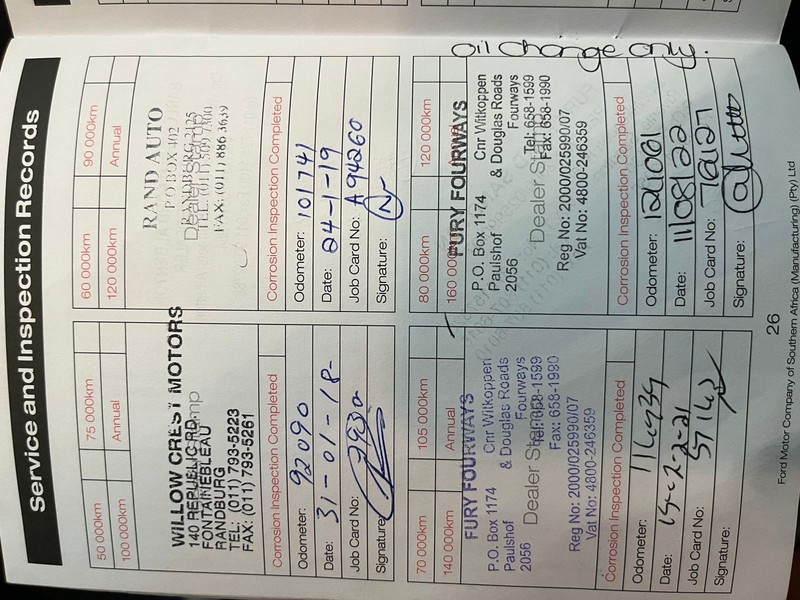 Service and Inspection Records
50 000km
75 000km
100 000km
Annual
WILLOW CREST MOTORS
140 REPUBLIC RD
FONTAINEBLEAU
RANDBURG
TEL: (011) 793-5223
FAX: (011) 793-5261
Corrosion Inspection Completed
Odometer: 92090
Date: 31-01-18-
Job Card No: 7930
Signature:
60 000km
90 000km
120 000km
Annual
RAND AUTO
P O BOX 402
RANDBURG 2125
Dealer Stamp
FAX: (011) 886 3639
Corrosion Inspection Completed
Odometer: 101741
Date: 24-1-19
Job Card No: A94260
Signature:
70 000km
105 000km
140 000km
Annual
FURY FOURWAYS
P.O. Box 1174 Cnr Witkoppen
Paulshof & Douglas Roads
2056 Fourways
Dealer Stamp
Tel: 658-1599
Fax: 658-1990
Reg No: 2000/025990/07
Vat No: 4800-246359
Corrosion Inspection Completed
Odometer: 116939
Date:
Job Card No: 57142
Signature:
oil change only.
80 000km
120 000km
160 000km
Annual
FURY FOURWAYS
P.O. Box 1174 Cnr Witkoppen
Paulshof & Douglas Roads
2056 Fourways
Dealer Stamp
Tel: 658-1599
Fax: 658-1990
Reg No: 2000/025990/07
Vat No: 4800-246359
Corrosion Inspection Completed
Odometer: 121001
Date: 11/08/22
Job Card No: 72127
Signature:
26
Ford Motor Company of Southern Africa (Manufacturing) (Pty) Ltd